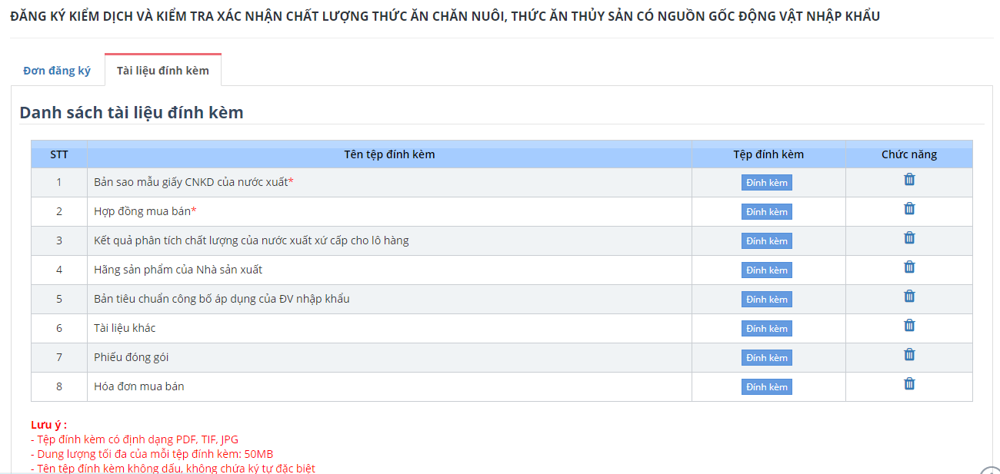 ĐĂNG KÝ KIỂM DỊCH VÀ KIỂM TRA XÁC NHẬN CHẤT LƯỢNG THỨC ĂN CHĂN NUÔI, THỨC ĂN THỦY SẢN CÓ NGUỒN GỐC ĐỘNG VẬT NHẬP KHẨU
Đơn đăng ký Tài liệu đính kèm
Danh sách tài liệu đính kèm
STT Tên tệp đính kèm Tệp đính kèm Chức năng
1 Bản sao mẫu giấy CNKD của nước xuất* Đính kèm
2 Hợp đồng mua bán* Đính kèm
3 Kết quả phân tích chất lượng của nước xuất xứ cấp cho lô hàng Đính kèm
4 Hãng sản phẩm của Nhà sản xuất Đính kèm
5 Bản tiêu chuẩn công bố áp dụng của ĐV nhập khẩu Đính kèm
6 Tài liệu khác Đính kèm
7 Phiếu đóng gói Đính kèm
8 Hóa đơn mua bán Đính kèm
Lưu ý :
- Tệp đính kèm có định dạng PDF, TIF, JPG
- Dung lượng tối đa của mỗi tệp đính kèm: 50MB
- Tên tệp đính kèm không dấu, không chứa ký tự đặc biệt